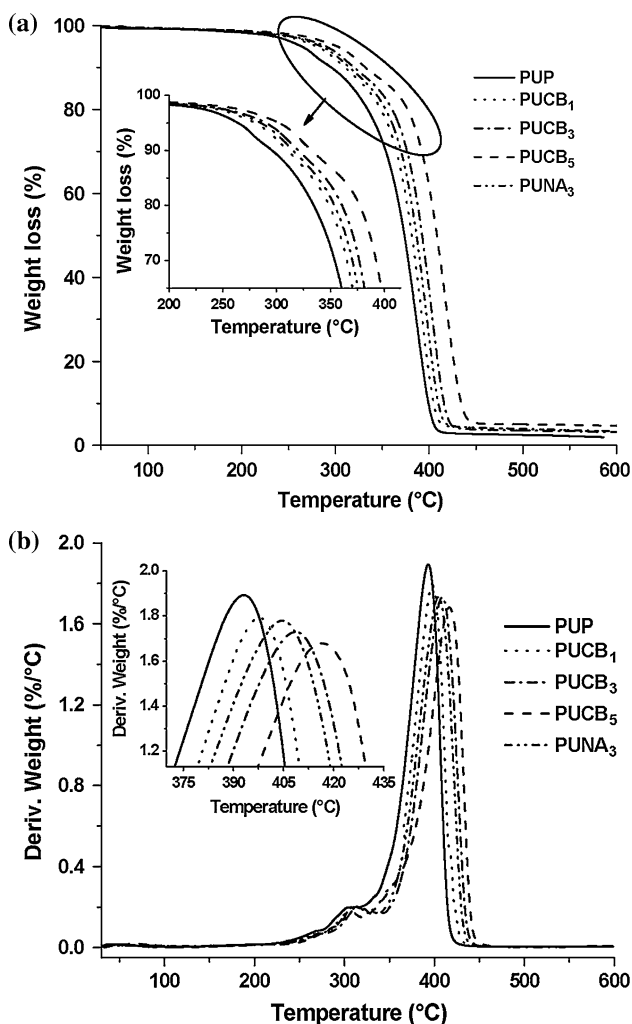 (a)
100
80
60
40
20
0
Weight loss (%)
100 200 300 400 500 600
Temperature (°C)
PUP
PUCB1
PUCB3
PUCB5
PUNA3
100
90
80
70
Weight loss (%)
200 250 300 350 400
Temperature (°C)
(b)
2.0
1.6
1.2
0.8
0.4
0.0
Deriv. Weight (%/°C)
100 200 300 400 500 600
Temperature (°C)
PUP
PUCB1
PUCB3
PUCB5
PUNA3
2.0
1.8
1.6
1.4
1.2
Deriv. Weight (%/°C)
375 390 405 420 435
Temperature (°C)